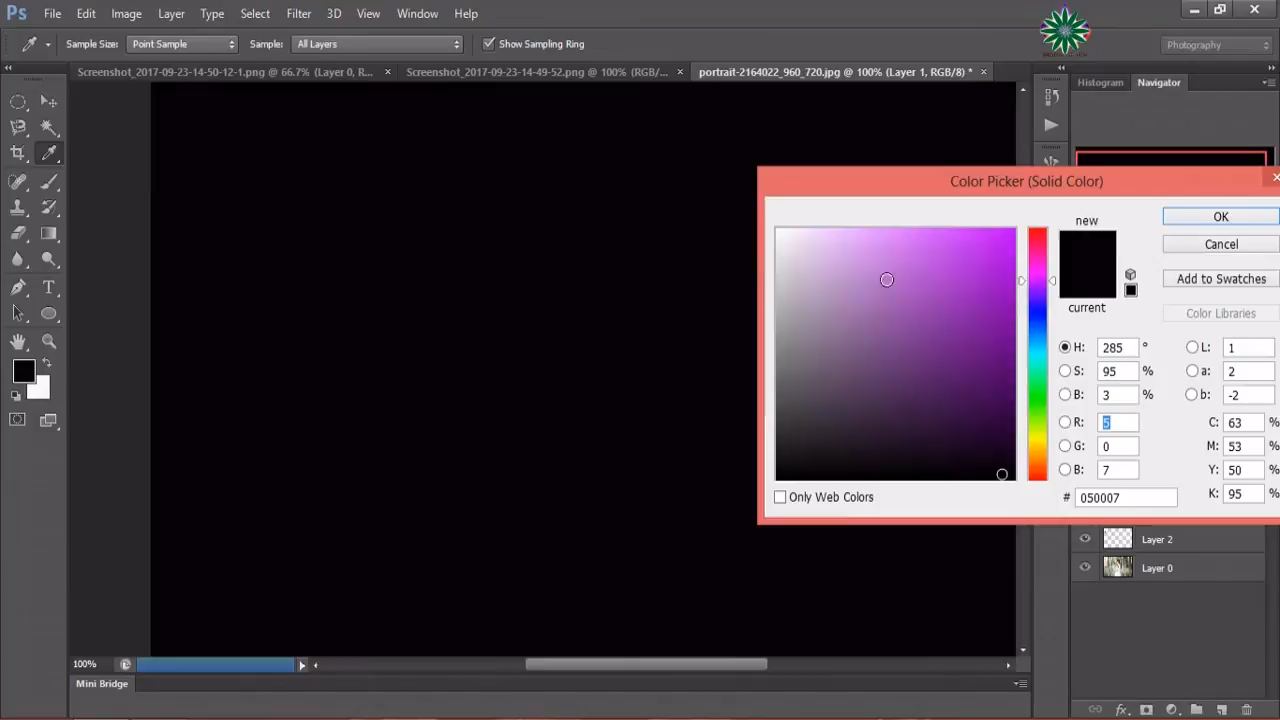 Ps File Edit Image Layer Type Select Filter 3D View Window Help
Sample Size: Point Sample Sample: All Layers Show Sampling Ring Photography
Screenshot_2017-09-23-14-50-12-1.png @ 66.7% (Layer 0, R... × Screenshot_2017-09-23-14-49-52.png @ 100% (RGB/... × portrait-2164022_960_720.jpg @ 100% (Layer 1, RGB/8) * ×
Histogram Navigator
Color Picker (Solid Color)
new
current
OK
Cancel
Add to Swatches
Color Libraries
H: 285 ° L: 1
S: 95 % a: 2
B: 3 % b: -2
R: 5 C: 63 %
G: 0 M: 53 %
B: 7 Y: 50 %
# 050007 K: 95 %
Only Web Colors
Layer 2
Layer 0
100%
Mini Bridge